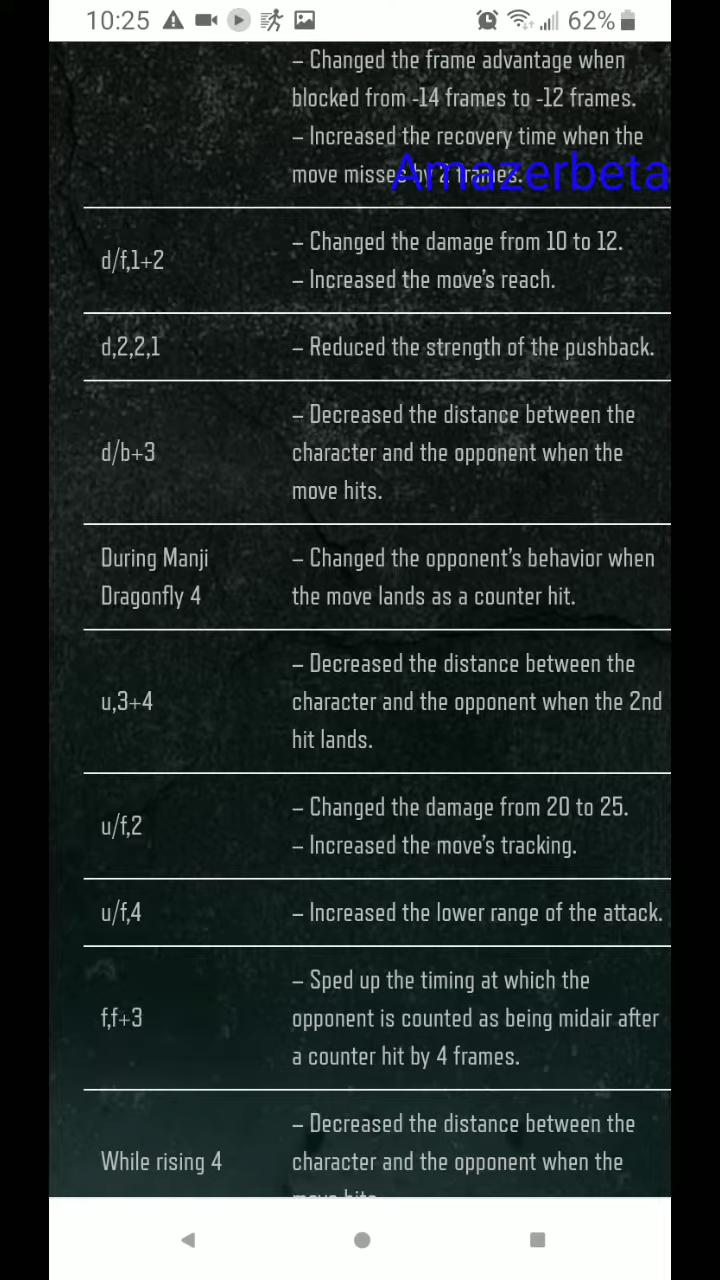 10:25
62%
– Changed the frame advantage when
blocked from -14 frames to -12 frames.
– Increased the recovery time when the
move misses by 2 frames.
Amazerbeta
d/f,1+2
– Changed the damage from 10 to 12.
– Increased the move's reach.
d,2,2,1
– Reduced the strength of the pushback.
d/b+3
– Decreased the distance between the
character and the opponent when the
move hits.
During Manji
Dragonfly 4
– Changed the opponent's behavior when
the move lands as a counter hit.
u,3+4
– Decreased the distance between the
character and the opponent when the 2nd
hit lands.
u/f,2
– Changed the damage from 20 to 25.
– Increased the move's tracking.
u/f,4
– Increased the lower range of the attack.
f,f+3
– Sped up the timing at which the
opponent is counted as being midair after
a counter hit by 4 frames.
While rising 4
– Decreased the distance between the
character and the opponent when the
move hits